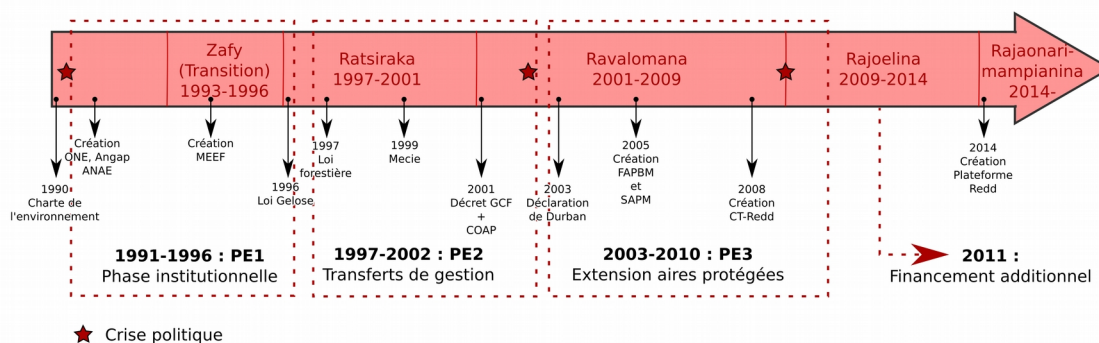 Zafy
(Transition)
1993-1996
Ratsiraka
1997-2001
Ravalomana
2001-2009
Rajoelina
2009-2014
Rajaonari-
mampianina
2014-
1990
Charte de
l'environnement
Création
ONE, Angap
ANAE
Création
MEEF
1996
Loi Gelose
1997
Loi
forestière
1999
Mecie
2001
Décret GCF
+
COAP
2003
Déclaration
de Durban
2005
Création
FAPBM
et
SAPM
2008
Création
CT-Redd
2014
Création
Plateforme
Redd
1991-1996 : PE1
Phase institutionnelle
1997-2002 : PE2
Transferts de gestion
2003-2010 : PE3
Extension aires protégées
2011 :
Financement additionnel
Crise politique